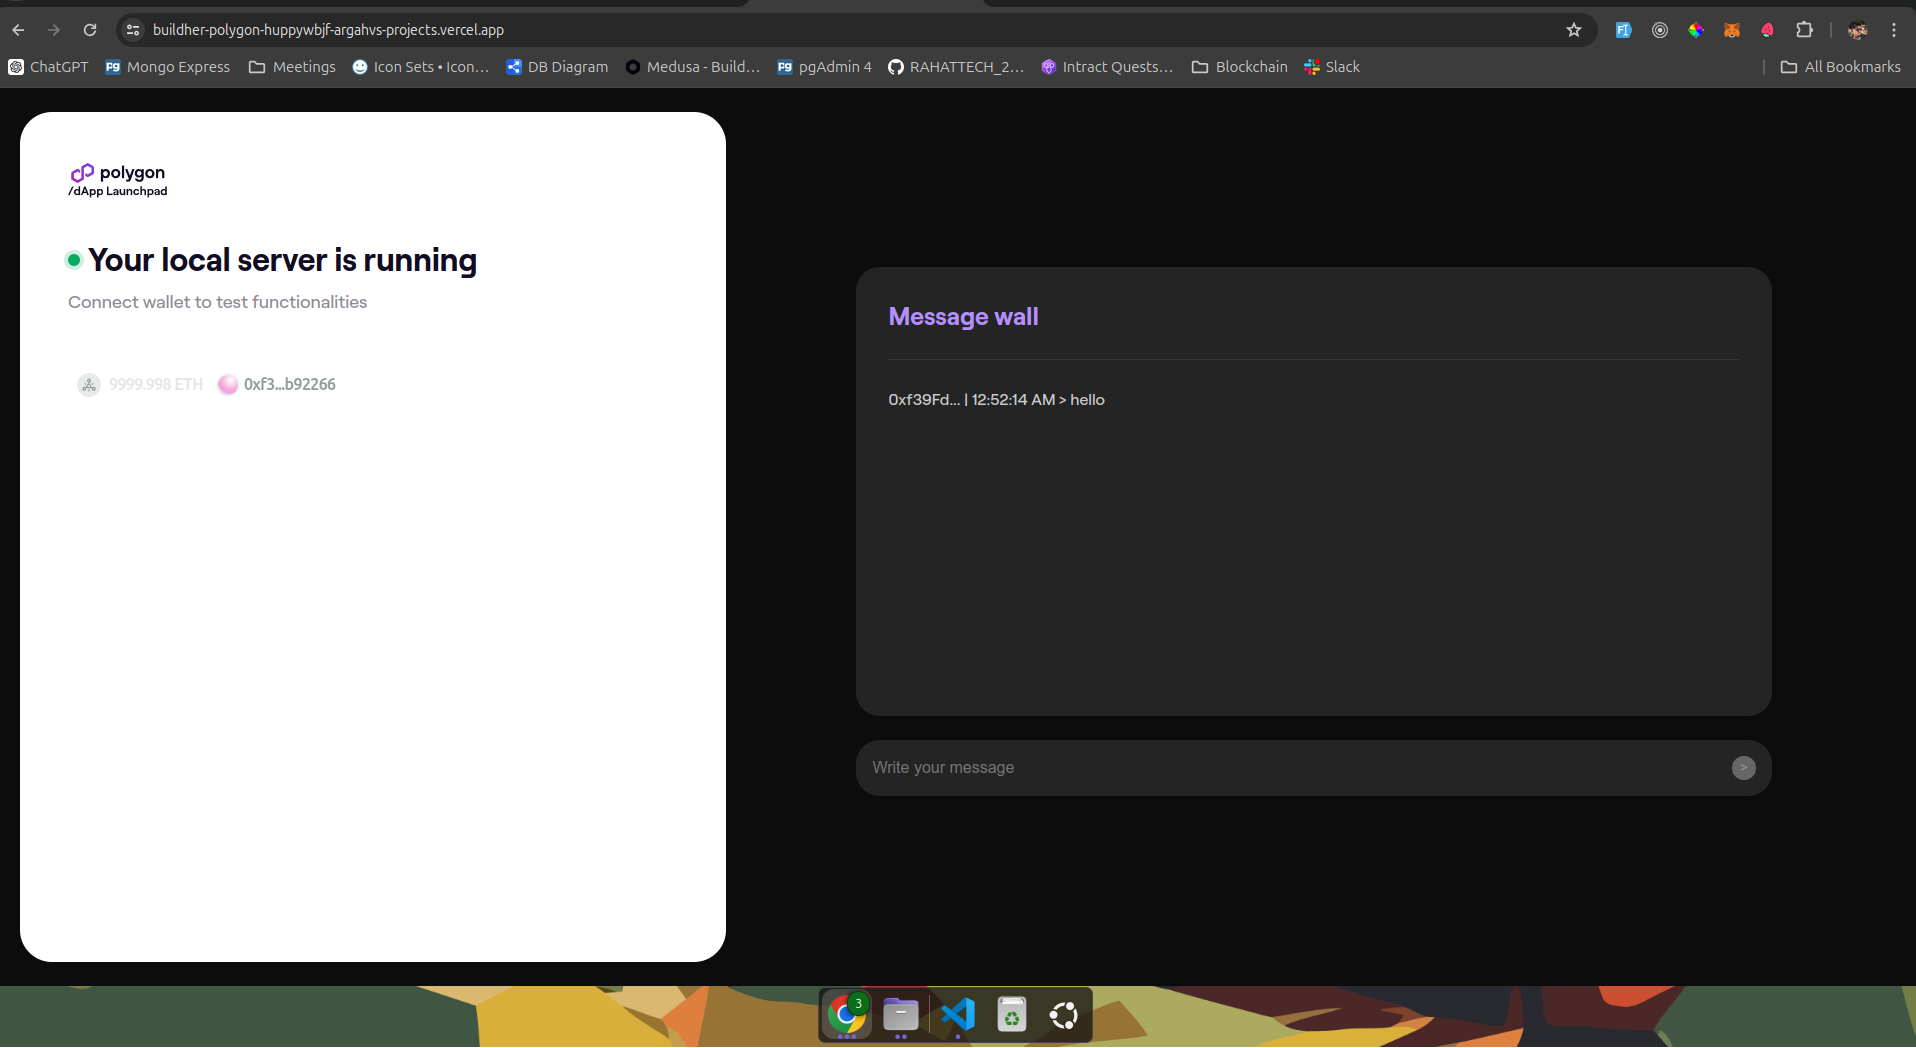 buildher-polygon-huppywbjf-argahvs-projects.vercel.app
ChatGPT Mongo Express Meetings Icon Sets • Icon... DB Diagram Medusa - Build... pgAdmin 4 RAHATTECH_2... Intract Quests... Blockchain Slack All Bookmarks
polygon
/dApp Launchpad
Your local server is running
Connect wallet to test functionalities
9999.998 ETH 0xf3...b92266
Message wall
0xf39Fd... | 12:52:14 AM > hello
Write your message >
3